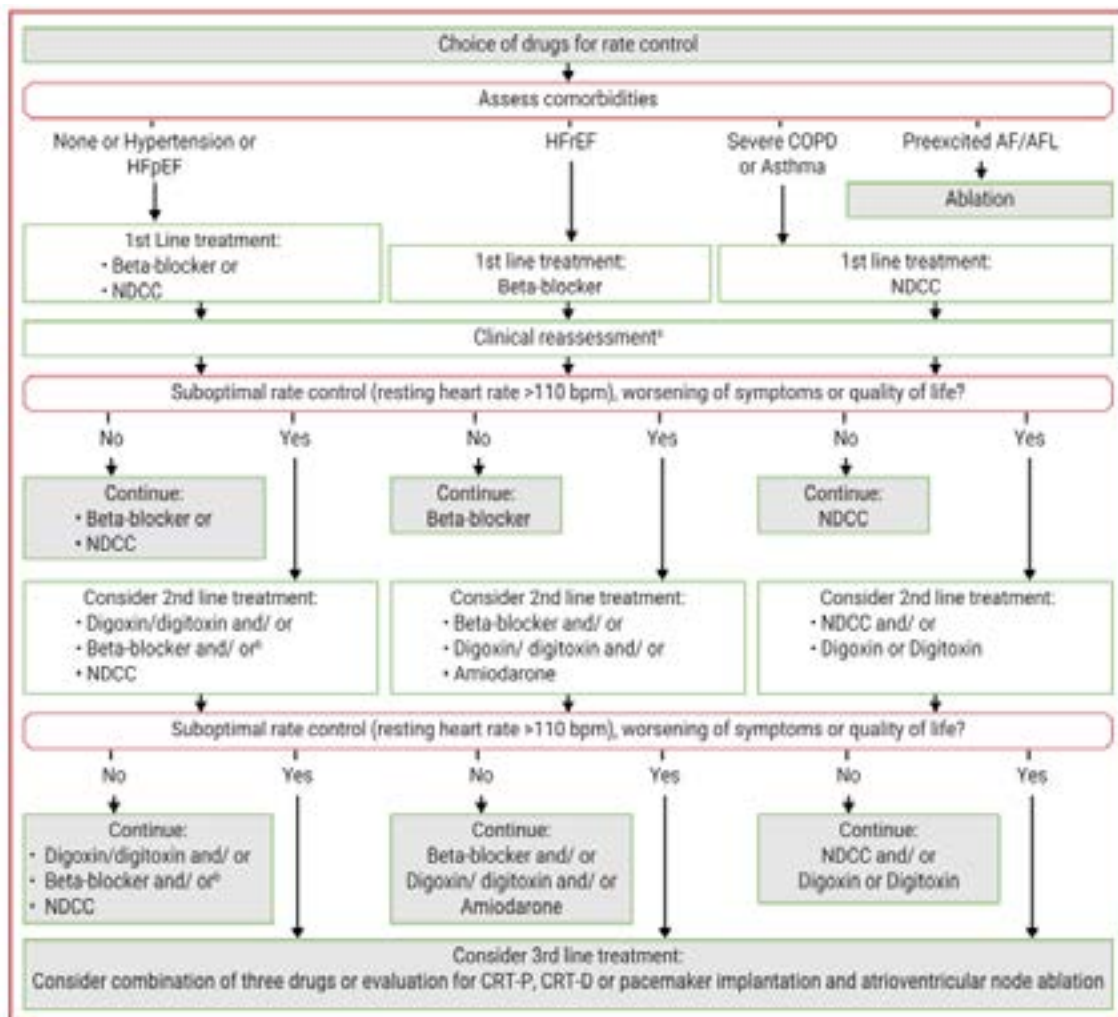 Choice of drugs for rate control
Assess comorbidities
None or Hypertension or
HFpEF
HFrEF
Severe COPD
or Asthma
Preexcited AF/AFL
Ablation
1st Line treatment:
• Beta-blocker or
• NDCC
1st line treatment:
Beta-blocker
1st line treatment:
NDCC
Clinical reassessment
Suboptimal rate control (resting heart rate >110 bpm), worsening of symptoms or quality of life?
No
Yes
No
Yes
No
Yes
Continue:
• Beta-blocker or
• NDCC
Continue:
Beta-blocker
Continue:
NDCC
Consider 2nd line treatment:
• Digoxin/digitoxin and/ or
• Beta-blocker and/ or
• NDCC
Consider 2nd line treatment:
• Beta-blocker and/ or
• Digoxin/ digitoxin and/ or
• Amiodarone
Consider 2nd line treatment:
• NDCC and/ or
• Digoxin or Digitoxin
Suboptimal rate control (resting heart rate >110 bpm), worsening of symptoms or quality of life?
No
Yes
No
Yes
No
Yes
Continue:
• Digoxin/digitoxin and/ or
• Beta-blocker and/ or
• NDCC
Continue:
Beta-blocker and/ or
Digoxin/ digitoxin and/ or
Amiodarone
Continue:
NDCC and/ or
Digoxin or Digitoxin
Consider 3rd line treatment:
Consider combination of three drugs or evaluation for CRT-P, CRT-D or pacemaker implantation and atrioventricular node ablation